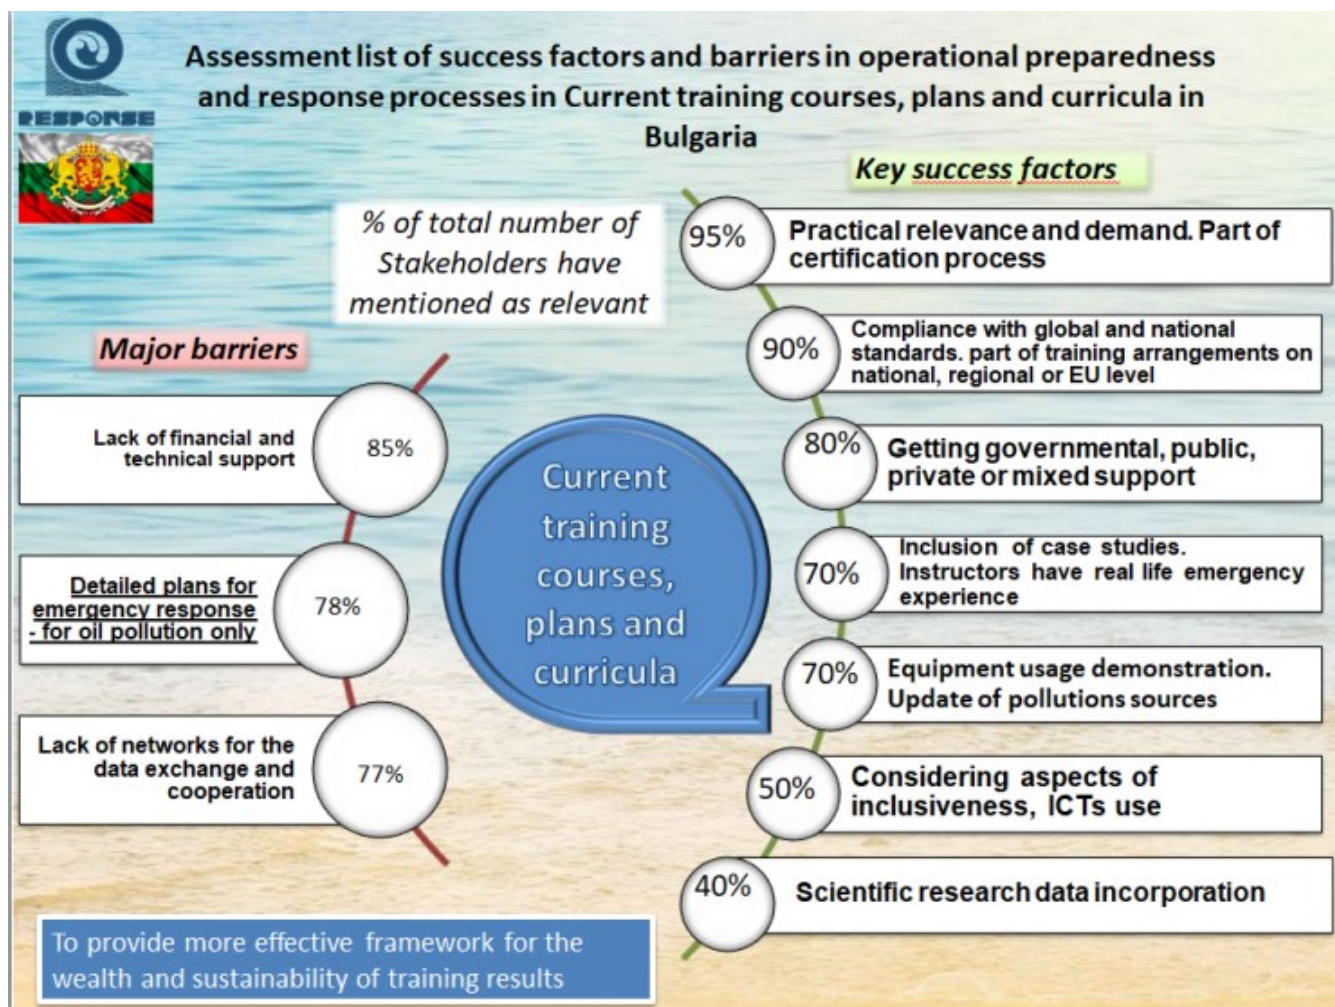 RESPONSE
Assessment list of success factors and barriers in operational preparedness
and response processes in Current training courses, plans and curricula in
Bulgaria
Key success factors
% of total number of
Stakeholders have
mentioned as relevant
95%
Practical relevance and demand. Part of
certification process
90%
Compliance with global and national
standards. part of training arrangements on
national, regional or EU level
80%
Getting governmental, public,
private or mixed support
70%
Inclusion of case studies.
Instructors have real life emergency
experience
70%
Equipment usage demonstration.
Update of pollutions sources
50%
Considering aspects of
inclusiveness, ICTs use
40%
Scientific research data incorporation
Major barriers
Lack of financial and
technical support
85%
Detailed plans for
emergency response
- for oil pollution only
78%
Lack of networks for the
data exchange and
cooperation
77%
Current
training
courses,
plans and
curricula
To provide more effective framework for the
wealth and sustainability of training results